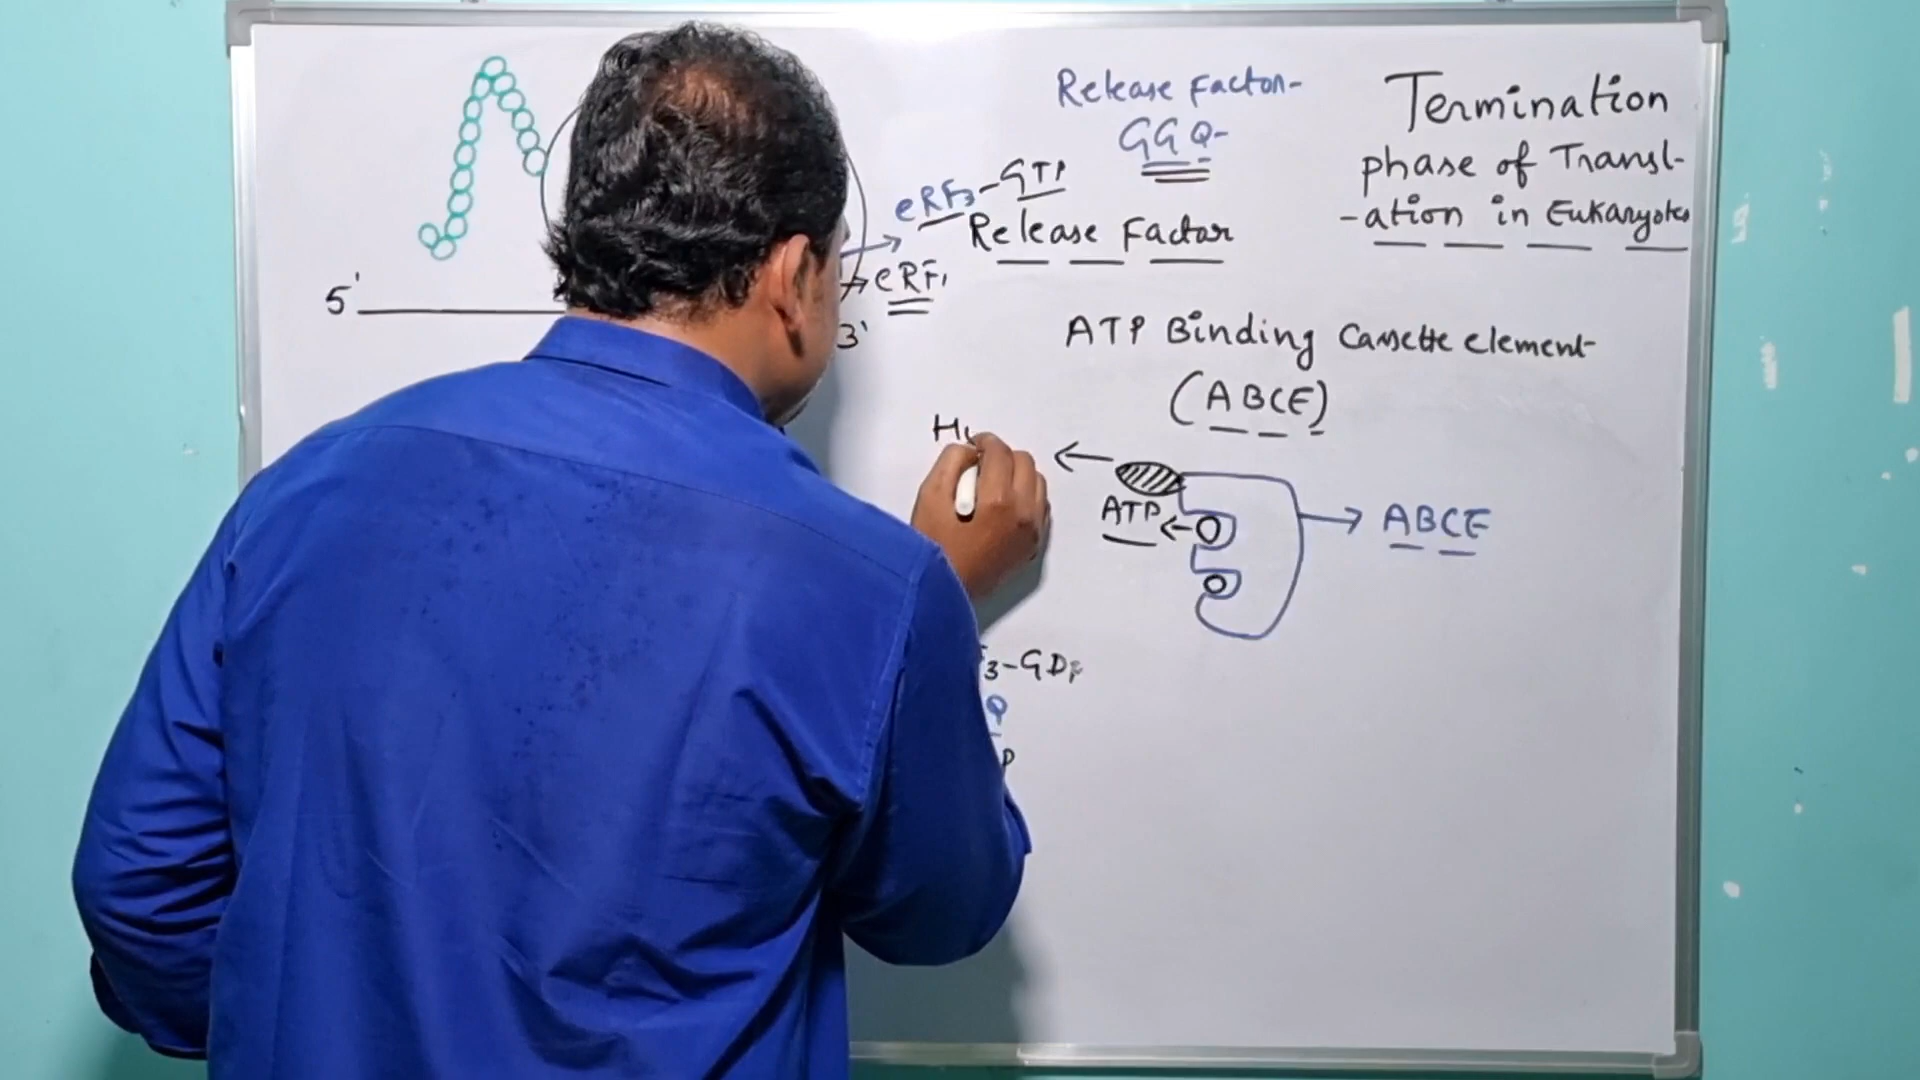 Release Factor-
GGQ-
Termination
phase of Transl-
-ation in Eukaryotes
eRF3-GTP
Release Factor
eRF1
5'
3'
ATP Binding Cassette element-
(ABCE)
ATP
ABCE
3-GDP
Q
P